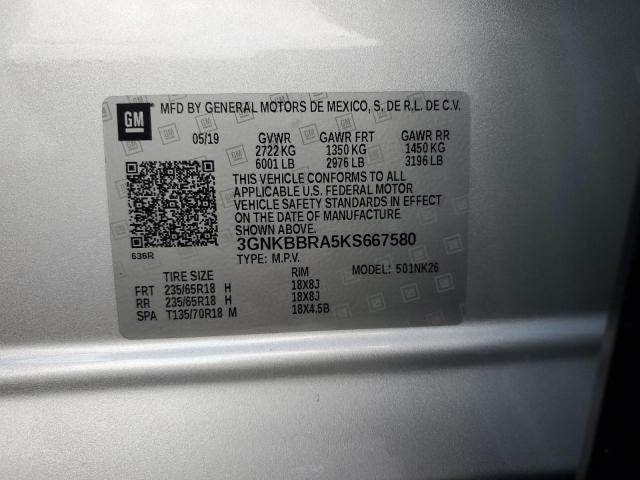 GM MFD BY GENERAL MOTORS DE MEXICO, S. DE R.L. DE C.V.
05/19 GVWR GAWR FRT GAWR RR
2722 KG 1350 KG 1450 KG
6001 LB 2976 LB 3196 LB
THIS VEHICLE CONFORMS TO ALL
APPLICABLE U.S. FEDERAL MOTOR
VEHICLE SAFETY STANDARDS IN EFFECT
ON THE DATE OF MANUFACTURE
SHOWN ABOVE.
3GNKBBRA5KS667580
636R TYPE: M.P.V. MODEL: 501NK26
TIRE SIZE RIM
FRT 235/65R18 H 18X8J
RR 235/65R18 H 18X8J
SPA T135/70R18 M 18X4.5B